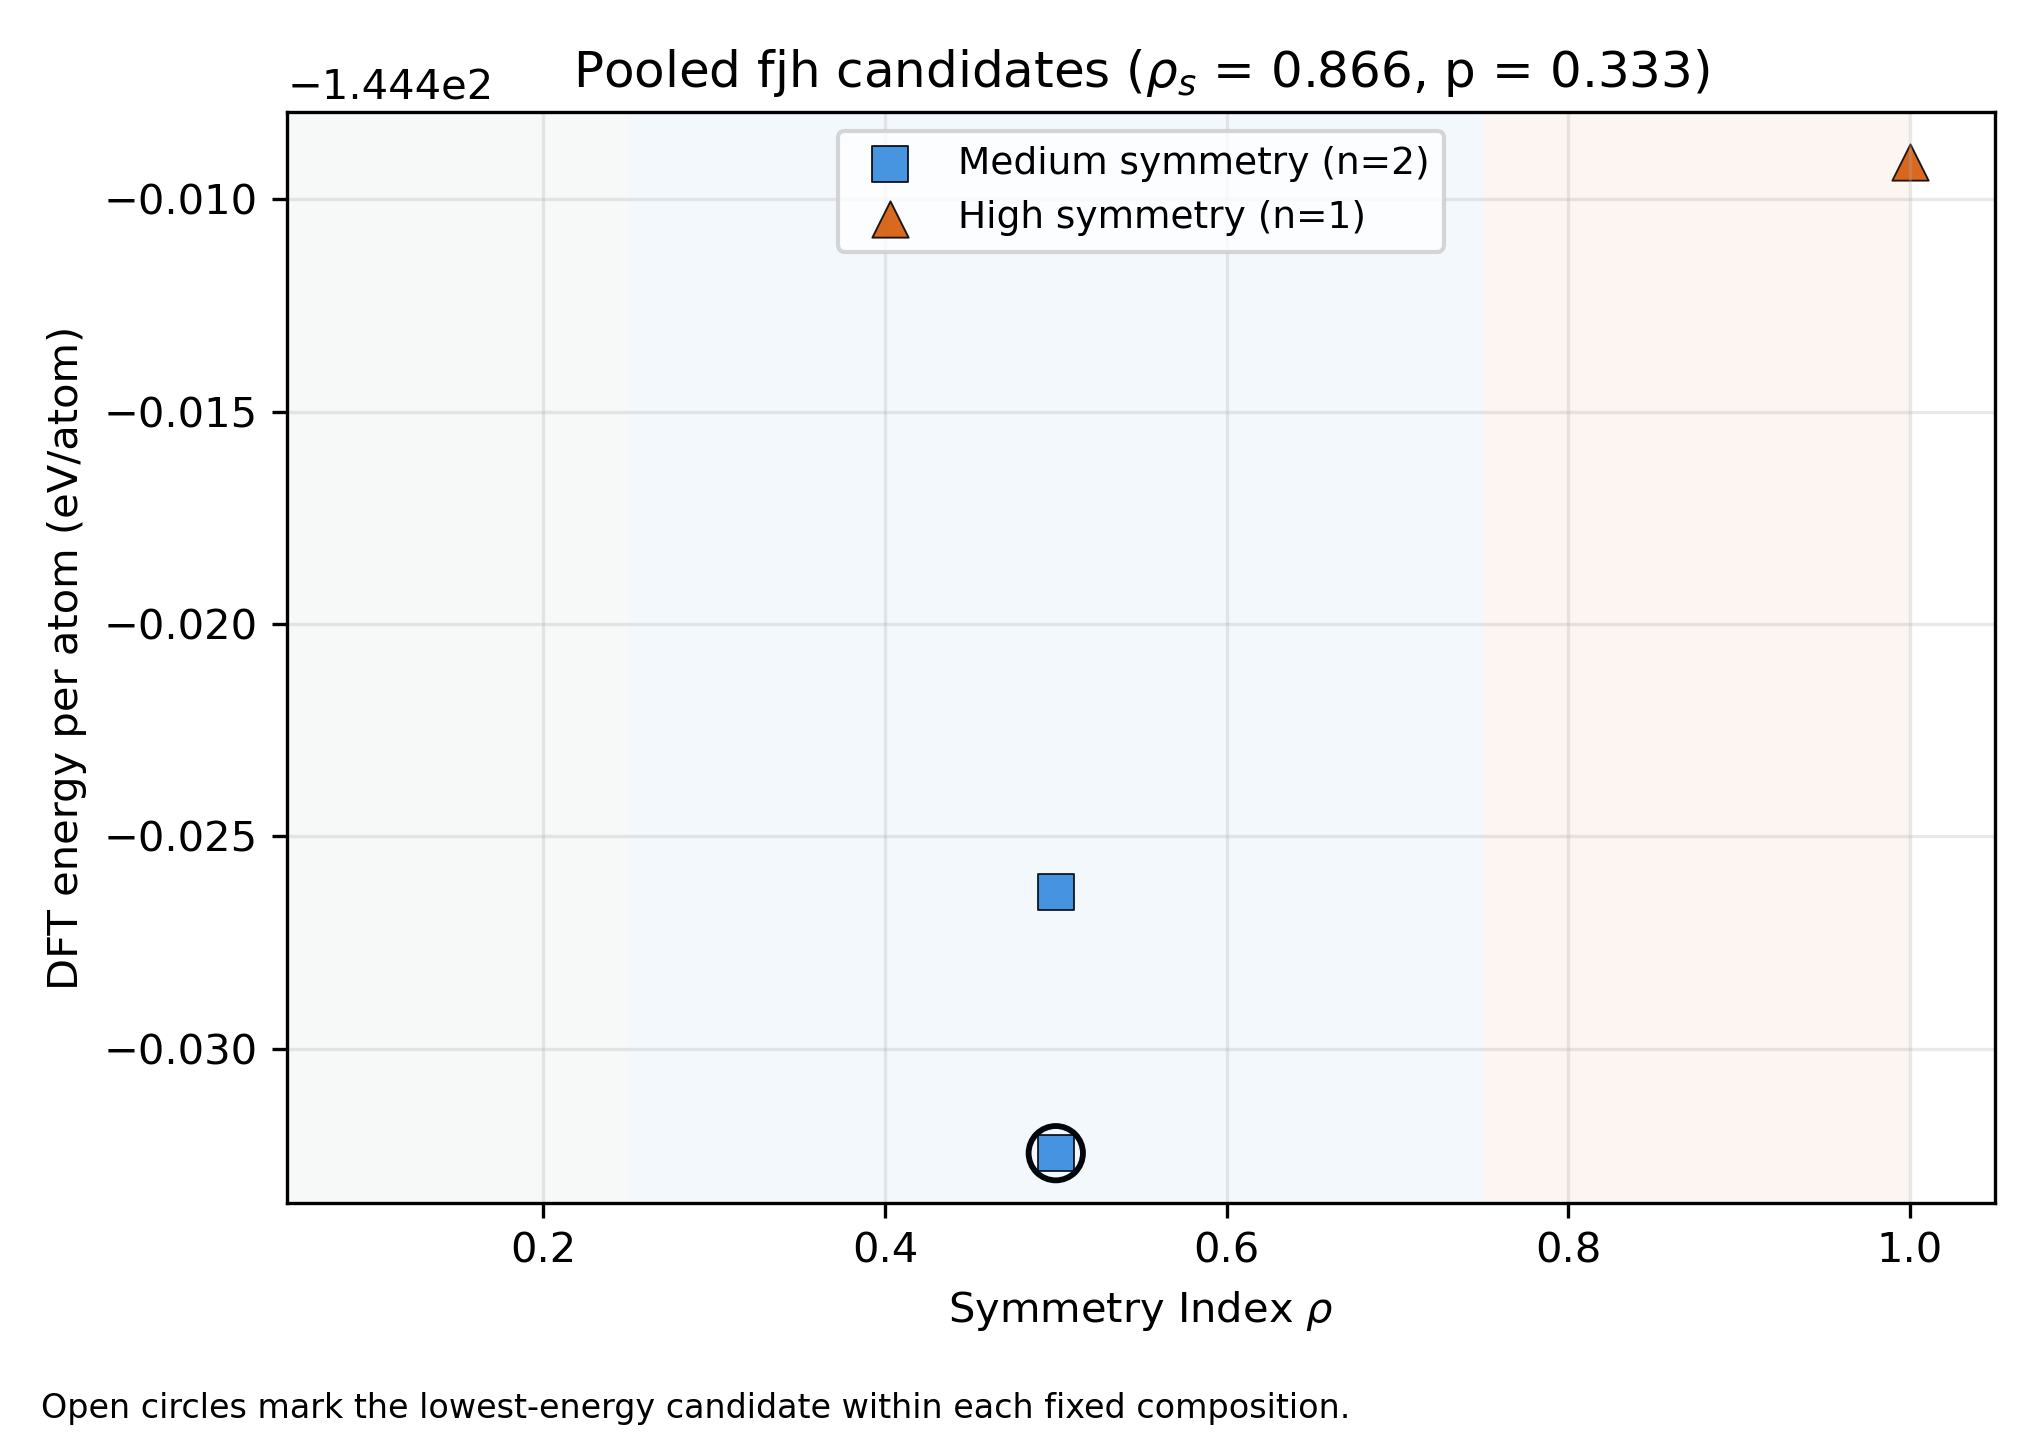 Pooled fjh candidates (ρs = 0.866, p = 0.333)
−1.444e2
Medium symmetry (n=2)
High symmetry (n=1)
DFT energy per atom (eV/atom)
−0.010
−0.015
−0.020
−0.025
−0.030
0.2 0.4 0.6 0.8 1.0
Symmetry Index ρ
Open circles mark the lowest-energy candidate within each fixed composition.